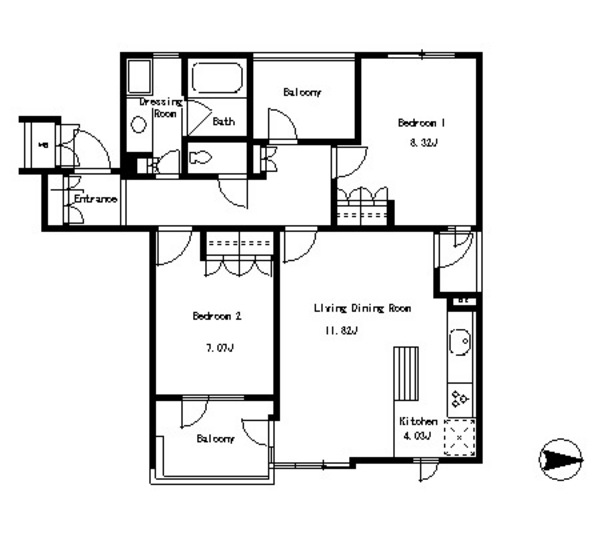 Balcony
Dressing
Room
Bath
Bedroom 1
8.32J
MB
Entrance
Bedroom 2
7.07J
Living Dining Room
11.82J
Kitchen
4.03J
Balcony